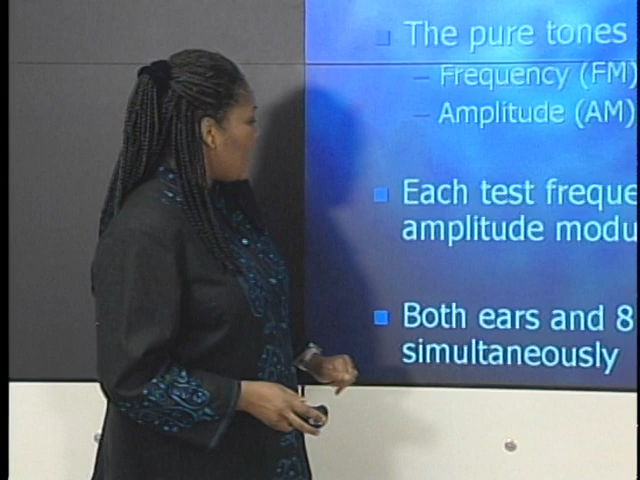 The pure tones
– Frequency (FM)
– Amplitude (AM)
Each test freque
amplitude modu
Both ears and 8
simultaneously